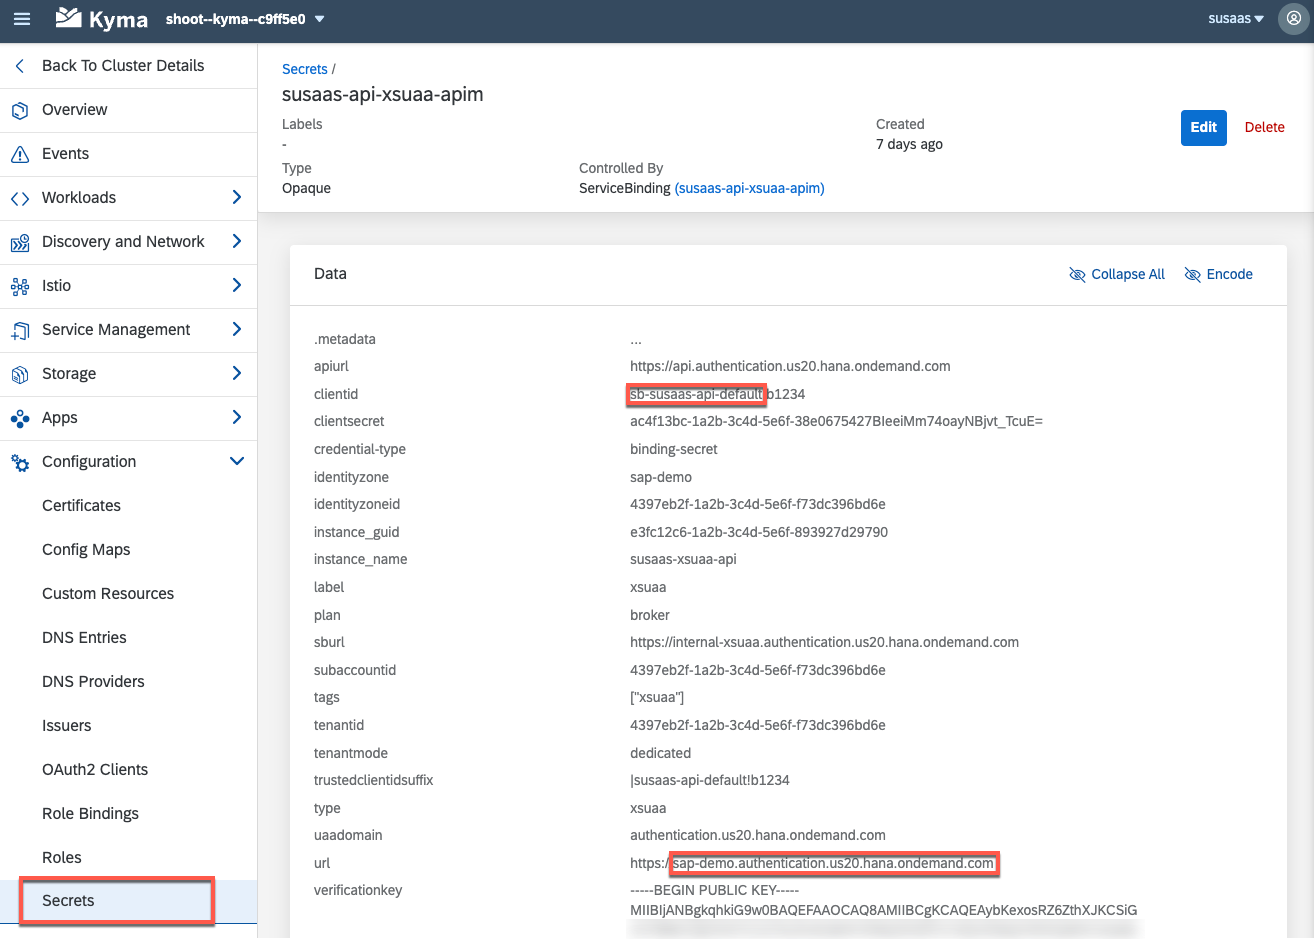 Kyma shoot--kyma--c9ff5e0 susaas
Back To Cluster Details
Overview
Events
Workloads
Discovery and Network
Istio
Service Management
Storage
Apps
Configuration
Certificates
Config Maps
Custom Resources
DNS Entries
DNS Providers
Issuers
OAuth2 Clients
Role Bindings
Roles
Secrets
Secrets /
susaas-api-xsuaa-apim
Labels
-
Created
7 days ago
Edit Delete
Type
Opaque
Controlled By
ServiceBinding (susaas-api-xsuaa-apim)
Data Collapse All Encode
.metadata ...
apiurl https://api.authentication.us20.hana.ondemand.com
clientid sb-susaas-api-default!b1234
clientsecret ac4f13bc-1a2b-3c4d-5e6f-38e0675427BIeeiMm74oayNBjvt_TcuE=
credential-type binding-secret
identityzone sap-demo
identityzoneid 4397eb2f-1a2b-3c4d-5e6f-f73dc396bd6e
instance_guid e3fc12c6-1a2b-3c4d-5e6f-893927d29790
instance_name susaas-xsuaa-api
label xsuaa
plan broker
sburl https://internal-xsuaa.authentication.us20.hana.ondemand.com
subaccountid 4397eb2f-1a2b-3c4d-5e6f-f73dc396bd6e
tags ["xsuaa"]
tenantid 4397eb2f-1a2b-3c4d-5e6f-f73dc396bd6e
tenantmode dedicated
trustedclientidsuffix |susaas-api-default!b1234
type xsuaa
uaadomain authentication.us20.hana.ondemand.com
url https://sap-demo.authentication.us20.hana.ondemand.com
verificationkey -----BEGIN PUBLIC KEY-----
MIIBIjANBgkqhkiG9w0BAQEFAAOCAQ8AMIIBCgKCAQEAybKexosRZ6ZthXJKCSiG